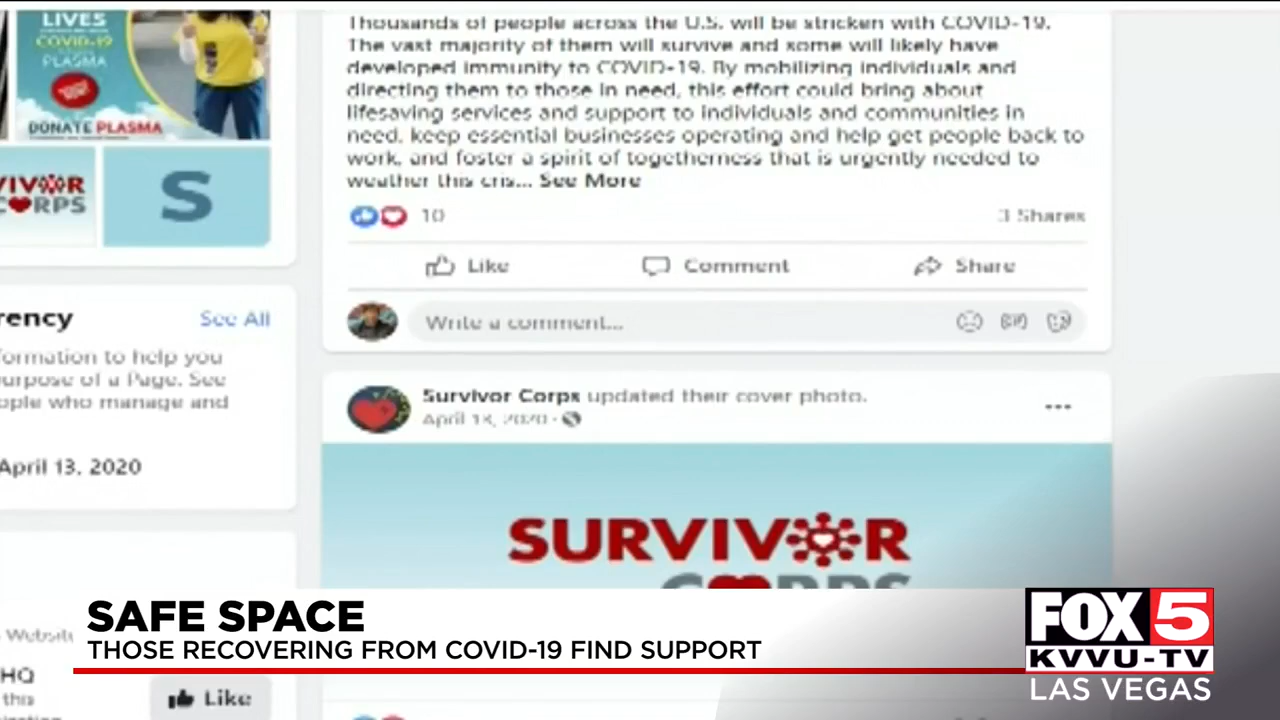 LIVES
COVID-19
PLASMA
DONATE PLASMA
VIVOR
CORPS
S
Thousands of people across the U.S. will be stricken with COVID-19.
The vast majority of them will survive and some will likely have
developed immunity to COVID-19. By mobilizing individuals and
directing them to those in need, this effort could bring about
lifesaving services and support to individuals and communities in
need, keep essential businesses operating and help get people back to
work, and foster a spirit of togetherness that is urgently needed to
weather this cris... See More
10
3 Shares
Like
Comment
Share
Write a comment...
GIF
rency
See All
formation to help you
urpose of a Page. See
ople who manage and
April 13, 2020
Survivor Corps updated their cover photo.
April 13, 2020
SURVIVOR
CORPS
Website
HQ
this
Like
SAFE SPACE
THOSE RECOVERING FROM COVID-19 FIND SUPPORT
FOX 5
KVVU-TV
LAS VEGAS